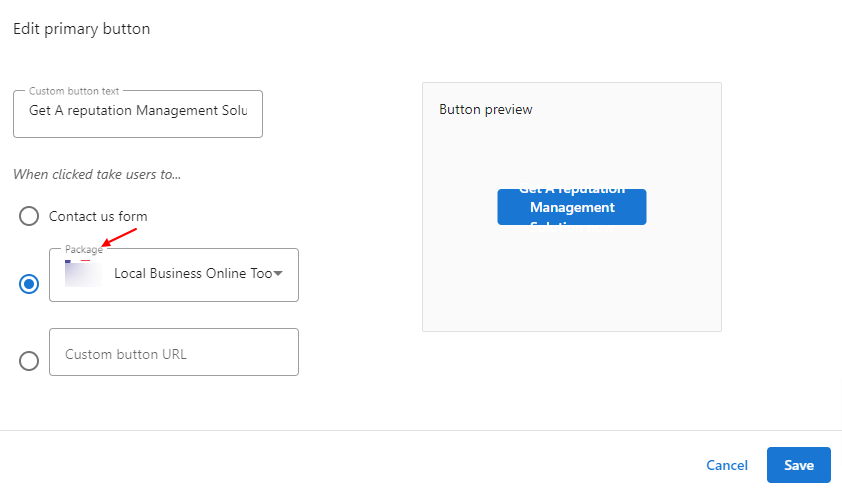 Edit primary button
Custom button text
Get A reputation Management Solu
When clicked take users to...
Contact us form
Package
Local Business Online Too
Custom button URL
Button preview
Get A reputation
Management
Cancel
Save